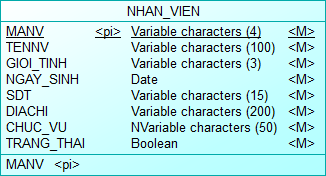 NHAN_VIEN
MANV <pi> Variable characters (4) <M>
TENNV Variable characters (100) <M>
GIOI_TINH Variable characters (3) <M>
NGAY_SINH Date <M>
SDT Variable characters (15) <M>
DIACHI Variable characters (200) <M>
CHUC_VU NVariable characters (50) <M>
TRANG_THAI Boolean <M>
MANV <pi>